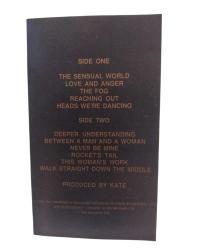 SIDE ONE
THE SENSUAL WORLD
LOVE AND ANGER
THE FOG
REACHING OUT
HEADS WE'RE DANCING
SIDE TWO
DEEPER UNDERSTANDING
BETWEEN A MAN AND A WOMAN
NEVER BE MINE
ROCKET'S TAIL
THIS WOMAN'S WORK
WALK STRAIGHT DOWN THE MIDDLE
PRODUCED BY KATE